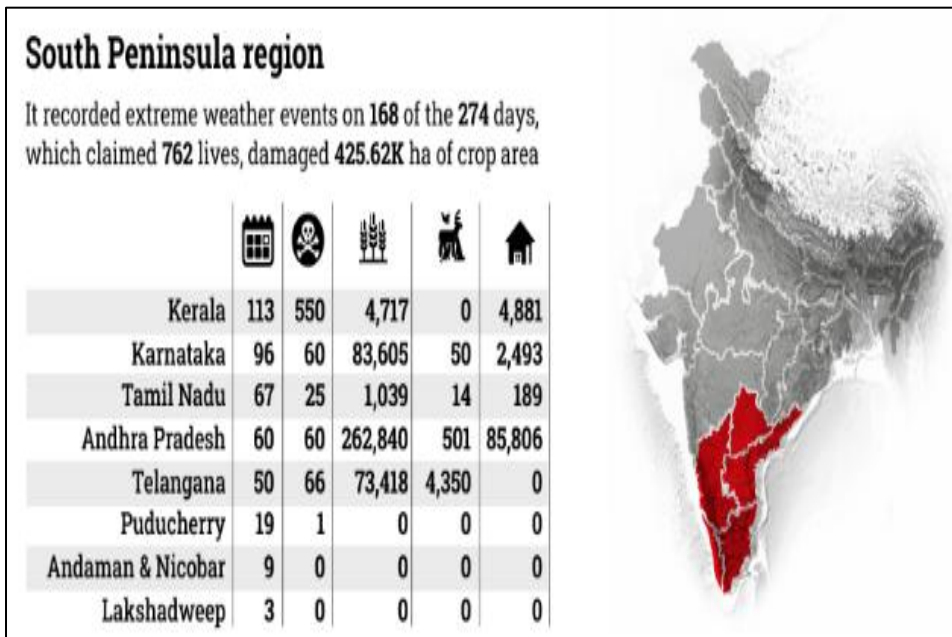 South Peninsula region
It recorded extreme weather events on 168 of the 274 days,
which claimed 762 lives, damaged 425.62K ha of crop area
Kerala 113 550 4,717 0 4,881
Karnataka 96 60 83,605 50 2,493
Tamil Nadu 67 25 1,039 14 189
Andhra Pradesh 60 60 262,840 501 85,806
Telangana 50 66 73,418 4,350 0
Puducherry 19 1 0 0 0
Andaman & Nicobar 9 0 0 0 0
Lakshadweep 3 0 0 0 0